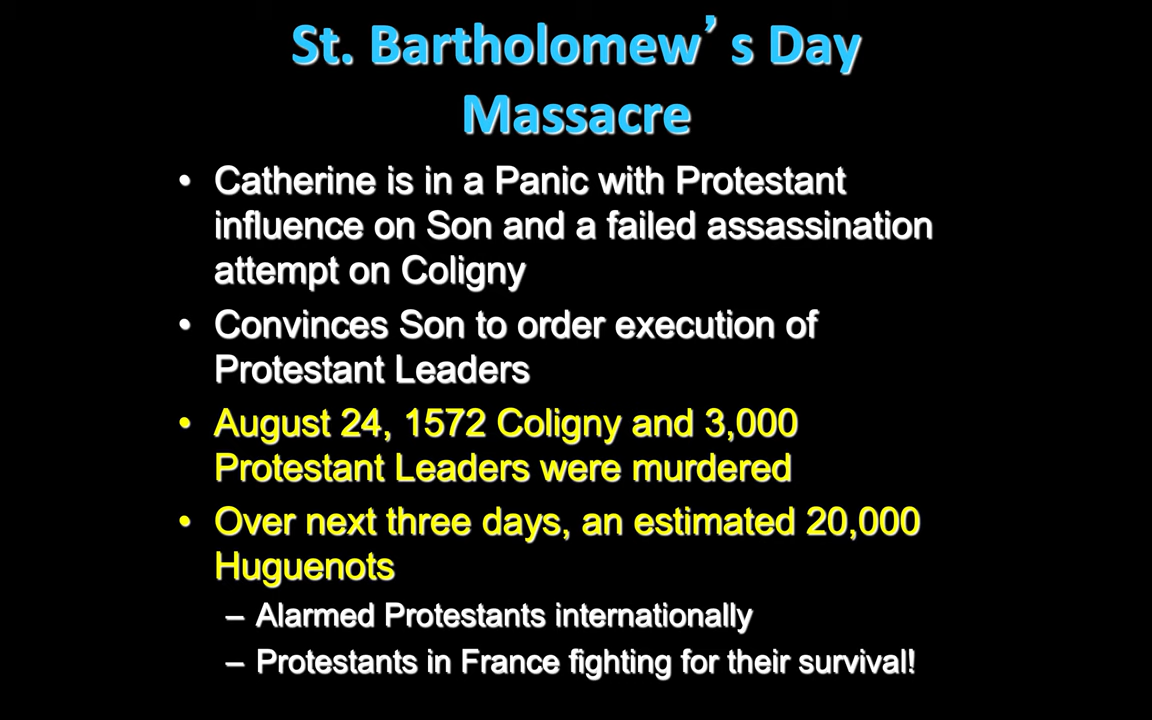 St. Bartholomew’s Day
Massacre
• Catherine is in a Panic with Protestant
influence on Son and a failed assassination
attempt on Coligny
• Convinces Son to order execution of
Protestant Leaders
• August 24, 1572 Coligny and 3,000
Protestant Leaders were murdered
• Over next three days, an estimated 20,000
Huguenots
– Alarmed Protestants internationally
– Protestants in France fighting for their survival!